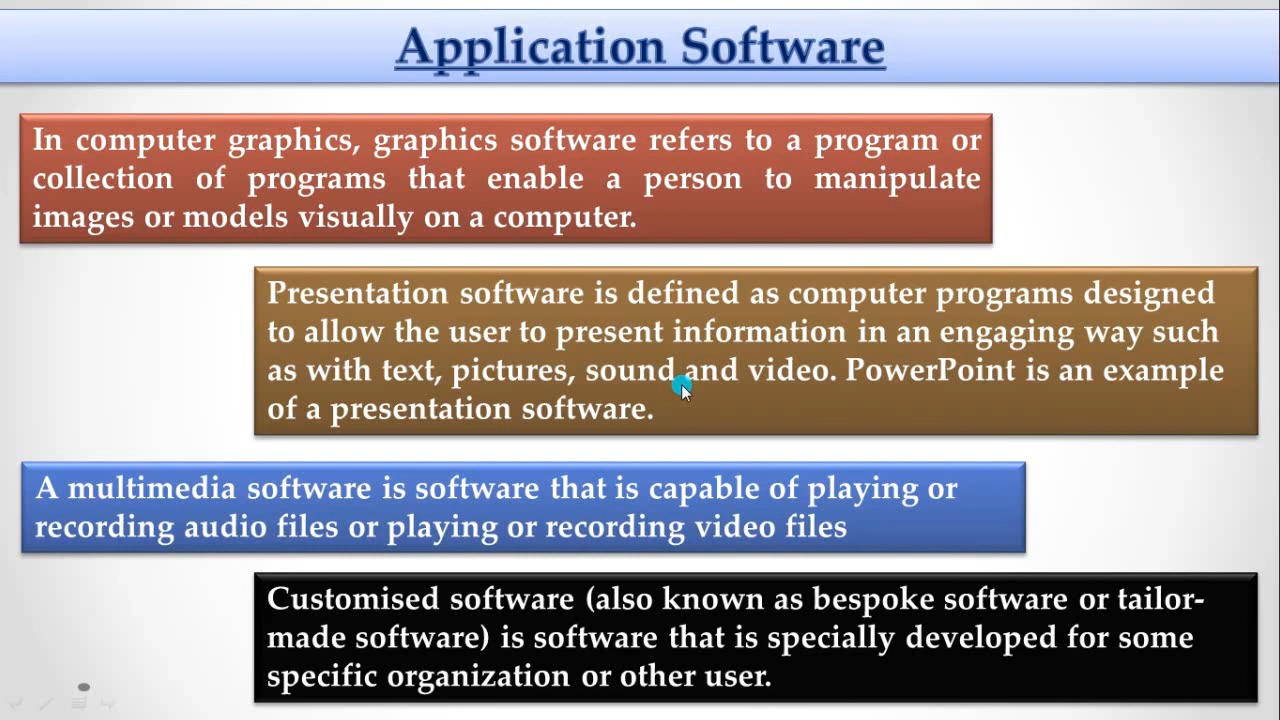 Application Software
In computer graphics, graphics software refers to a program or
collection of programs that enable a person to manipulate
images or models visually on a computer.
Presentation software is defined as computer programs designed
to allow the user to present information in an engaging way such
as with text, pictures, sound and video. PowerPoint is an example
of a presentation software.
A multimedia software is software that is capable of playing or
recording audio files or playing or recording video files
Customised software (also known as bespoke software or tailor-
made software) is software that is specially developed for some
specific organization or other user.